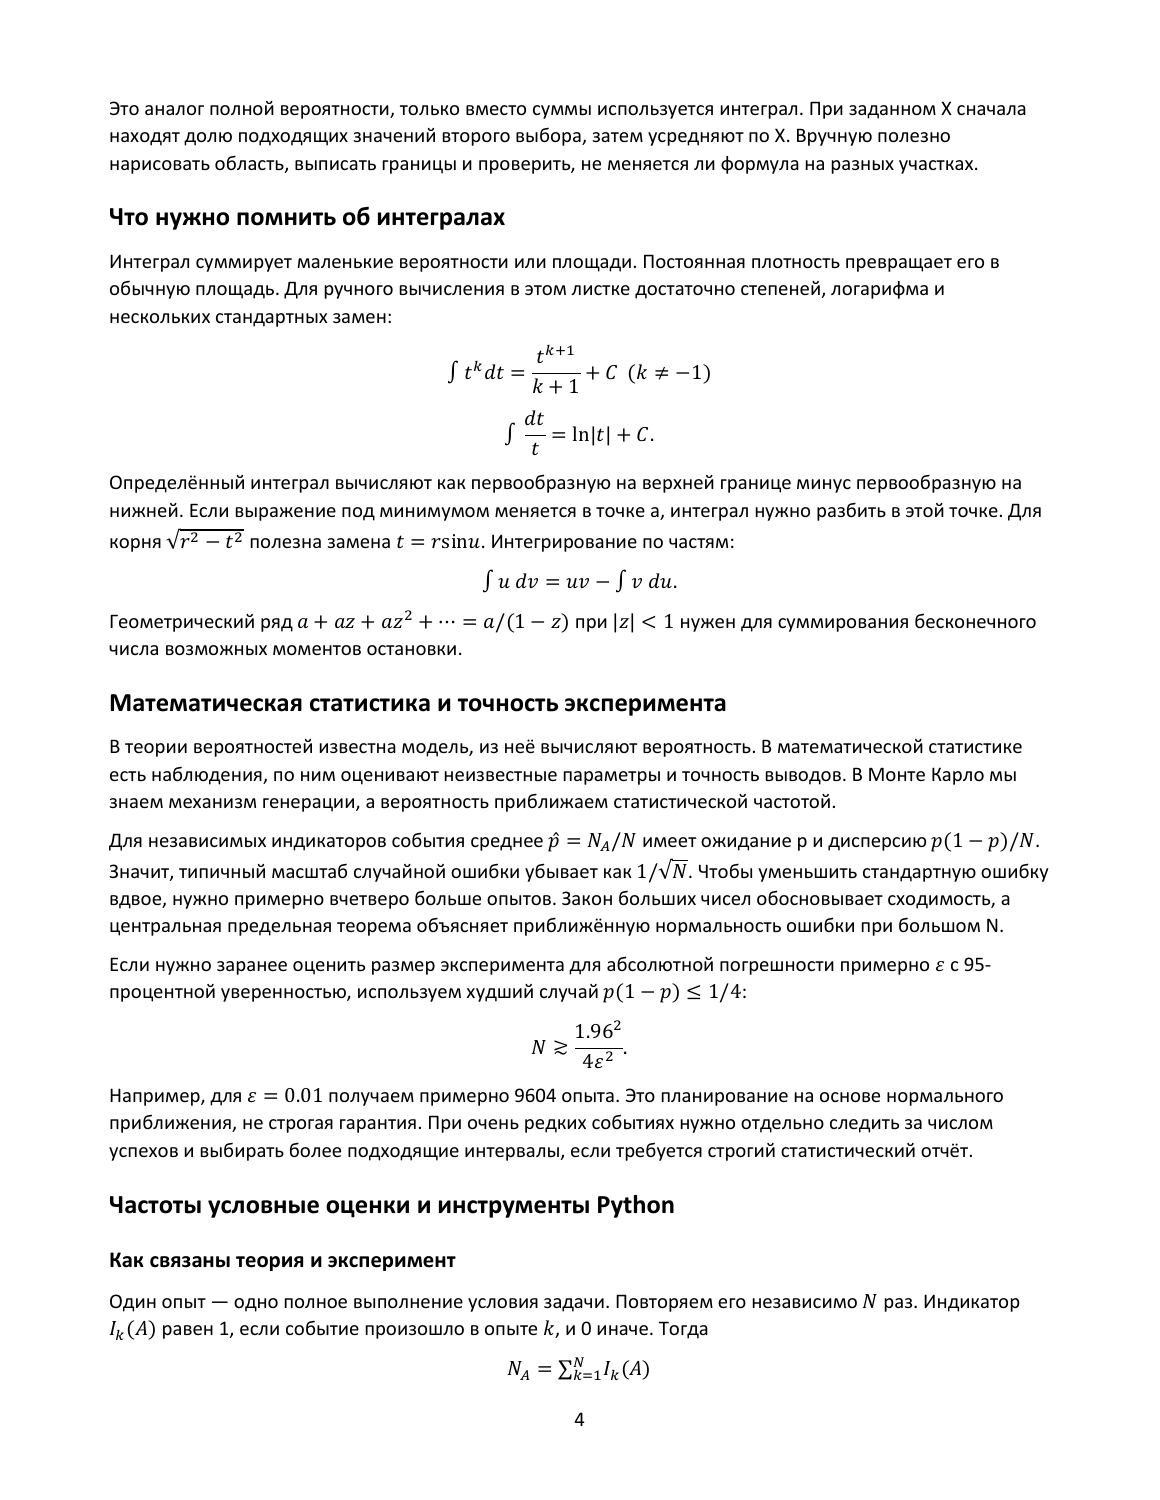 Это аналог полной вероятности, только вместо суммы используется интеграл. При заданном X сначала
находят долю подходящих значений второго выбора, затем усредняют по X. Вручную полезно
нарисовать область, выписать границы и проверить, не меняется ли формула на разных участках.
Что нужно помнить об интегралах
Интеграл суммирует маленькие вероятности или площади. Постоянная плотность превращает его в
обычную площадь. Для ручного вычисления в этом листке достаточно степеней, логарифма и
нескольких стандартных замен:
∫ t^k dt = t^{k+1}/(k + 1) + C (k ≠ −1)
∫ dt/t = ln|t| + C.
Определённый интеграл вычисляют как первообразную на верхней границе минус первообразную на
нижней. Если выражение под минимумом меняется в точке a, интеграл нужно разбить в этой точке. Для
корня √(r² − t²) полезна замена t = r sin u. Интегрирование по частям:
∫ u dv = uv − ∫ v du.
Геометрический ряд a + az + az² + ⋯ = a/(1 − z) при |z| < 1 нужен для суммирования бесконечного
числа возможных моментов остановки.
Математическая статистика и точность эксперимента
В теории вероятностей известна модель, из неё вычисляют вероятность. В математической статистике
есть наблюдения, по ним оценивают неизвестные параметры и точность выводов. В Монте Карло мы
знаем механизм генерации, а вероятность приближаем статистической частотой.
Для независимых индикаторов события среднее p̂ = N_A/N имеет ожидание p и дисперсию p(1 − p)/N.
Значит, типичный масштаб случайной ошибки убывает как 1/√N. Чтобы уменьшить стандартную ошибку
вдвое, нужно примерно вчетверо больше опытов. Закон больших чисел обосновывает сходимость, а
центральная предельная теорема объясняет приближённую нормальность ошибки при большом N.
Если нужно заранее оценить размер эксперимента для абсолютной погрешности примерно ε с 95-
процентной уверенностью, используем худший случай p(1 − p) ≤ 1/4:
N ≳ 1.96²/(4ε²).
Например, для ε = 0.01 получаем примерно 9604 опыта. Это планирование на основе нормального
приближения, не строгая гарантия. При очень редких событиях нужно отдельно следить за числом
успехов и выбирать более подходящие интервалы, если требуется строгий статистический отчёт.
Частоты условные оценки и инструменты Python
Как связаны теория и эксперимент
Один опыт — одно полное выполнение условия задачи. Повторяем его независимо N раз. Индикатор
I_k(A) равен 1, если событие произошло в опыте k, и 0 иначе. Тогда
N_A = ∑_{k=1}^{N} I_k(A)
4